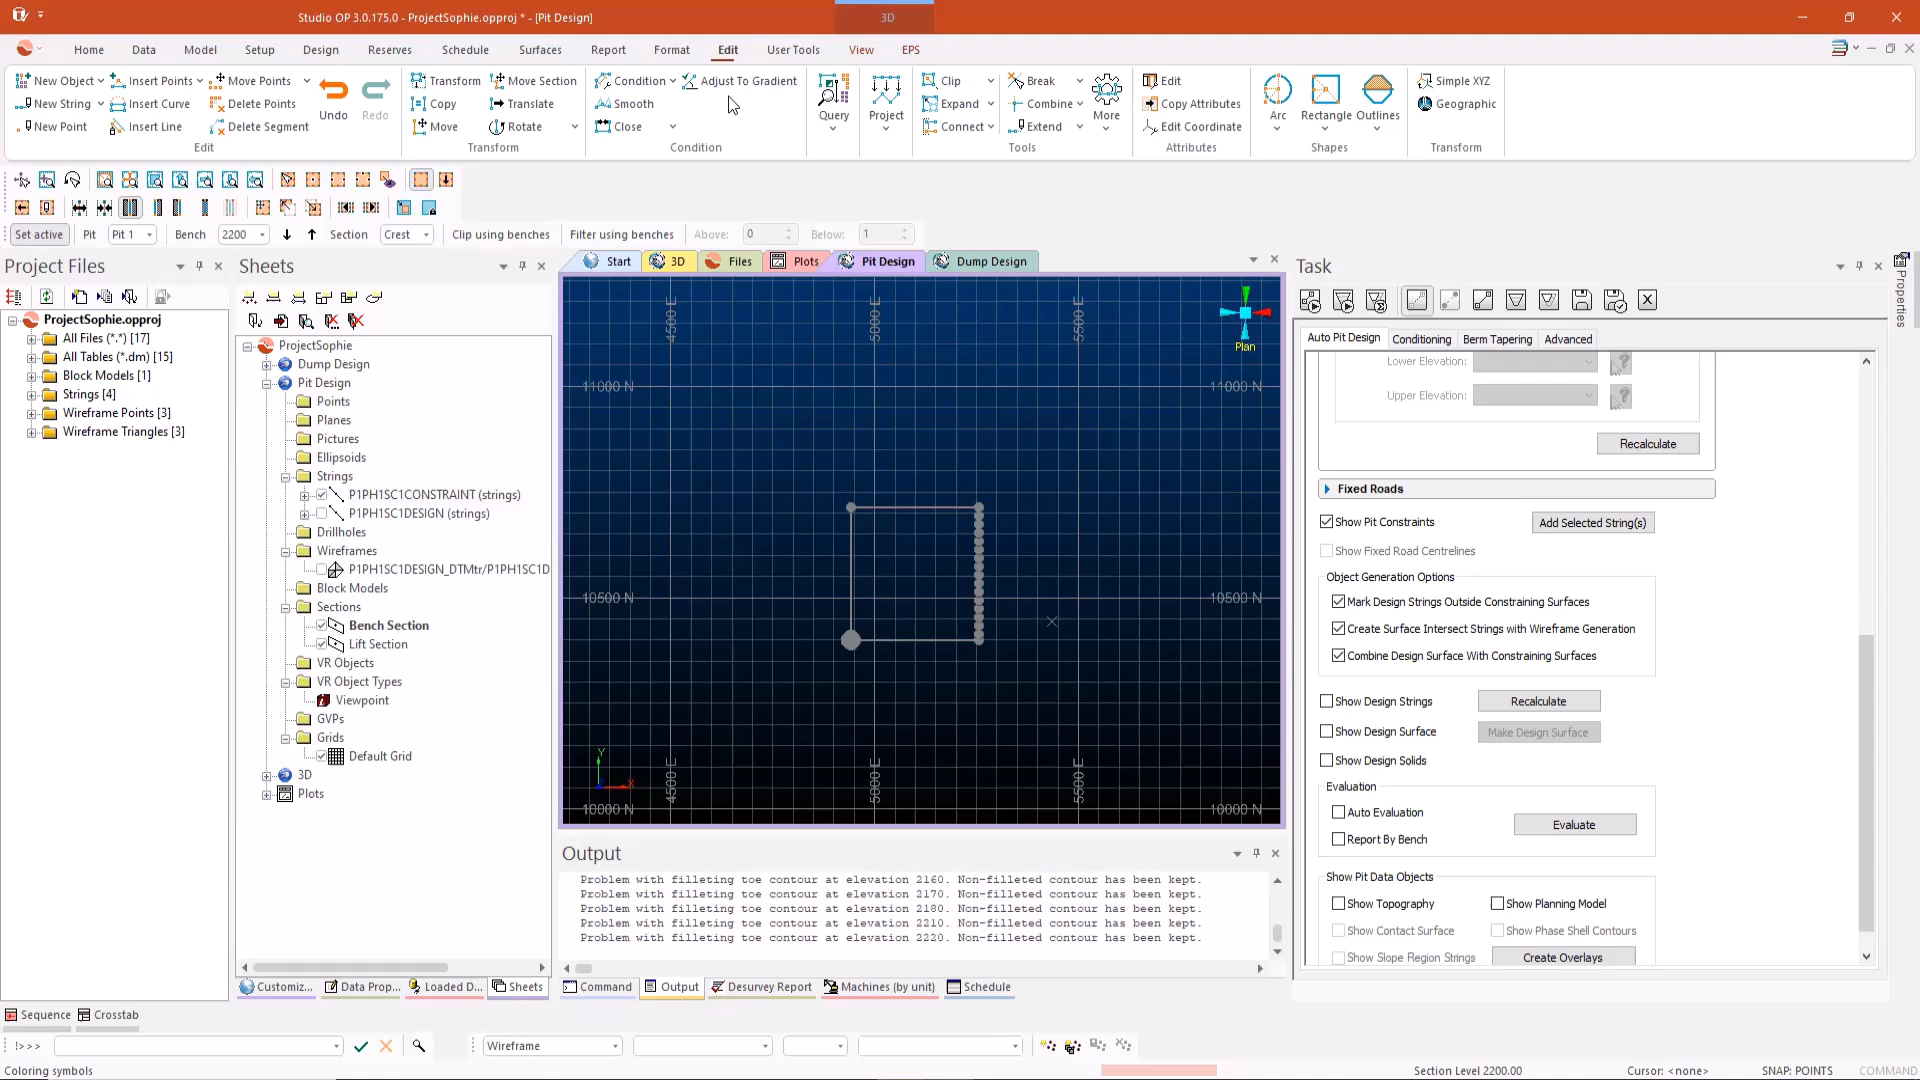 Studio OP 3.0.175.0 - ProjectSophie.opproj * - [Pit Design]
3D
Home Data Model Setup Design Reserves Schedule Surfaces Report Format Edit User Tools View EPS
New Object Insert Points Move Points Transform Move Section Condition Adjust To Gradient Clip Break Edit Simple XYZ
New String Insert Curve Delete Points Copy Translate Smooth Expand Combine Copy Attributes Geographic
New Point Insert Line Delete Segment Move Rotate Close Connect Extend Edit Coordinate
Undo Redo Query Project More Arc Rectangle Outlines
Edit Transform Condition Tools Attributes Shapes Transform
Set active Pit Pit 1 Bench 2200 Section Crest Clip using benches Filter using benches Above: 0 Below: 1
Project Files
ProjectSophie.opproj
All Files (*.*) [17]
All Tables (*.dm) [15]
Block Models [1]
Strings [4]
Wireframe Points [3]
Wireframe Triangles [3]
Sheets
ProjectSophie
Dump Design
Pit Design
Points
Planes
Pictures
Ellipsoids
Strings
P1PH1SC1CONSTRAINT (strings)
P1PH1SC1DESIGN (strings)
Drillholes
Wireframes
P1PH1SC1DESIGN_DTMtr/P1PH1SC1D
Block Models
Sections
Bench Section
Lift Section
VR Objects
VR Object Types
Viewpoint
GVPs
Grids
Default Grid
3D
Plots
Customiz... Data Prop... Loaded D... Sheets
Start 3D Files Plots Pit Design Dump Design
4500 E 5000 E 5500 E
Plan
11000 N 11000 N
10500 N 10500 N
Y
X
4500 E 5000 E 5500 E
10000 N 10000 N
Output
Problem with filleting toe contour at elevation 2160. Non-filleted contour has been kept.
Problem with filleting toe contour at elevation 2170. Non-filleted contour has been kept.
Problem with filleting toe contour at elevation 2180. Non-filleted contour has been kept.
Problem with filleting toe contour at elevation 2210. Non-filleted contour has been kept.
Problem with filleting toe contour at elevation 2220. Non-filleted contour has been kept.
Command Output Desurvey Report Machines (by unit) Schedule
Task
Auto Pit Design Conditioning Berm Tapering Advanced
Lower Elevation:
Upper Elevation:
Recalculate
Fixed Roads
Show Pit Constraints Add Selected String(s)
Show Fixed Road Centrelines
Object Generation Options
Mark Design Strings Outside Constraining Surfaces
Create Surface Intersect Strings with Wireframe Generation
Combine Design Surface With Constraining Surfaces
Show Design Strings Recalculate
Show Design Surface Make Design Surface
Show Design Solids
Evaluation
Auto Evaluation Evaluate
Report By Bench
Show Pit Data Objects
Show Topography Show Planning Model
Show Contact Surface Show Phase Shell Contours
Show Slope Region Strings Create Overlays
Properties
Sequence Crosstab
!>>> Wireframe
Coloring symbols Section Level 2200.00 Cursor: <none> SNAP: POINTS COMMAND